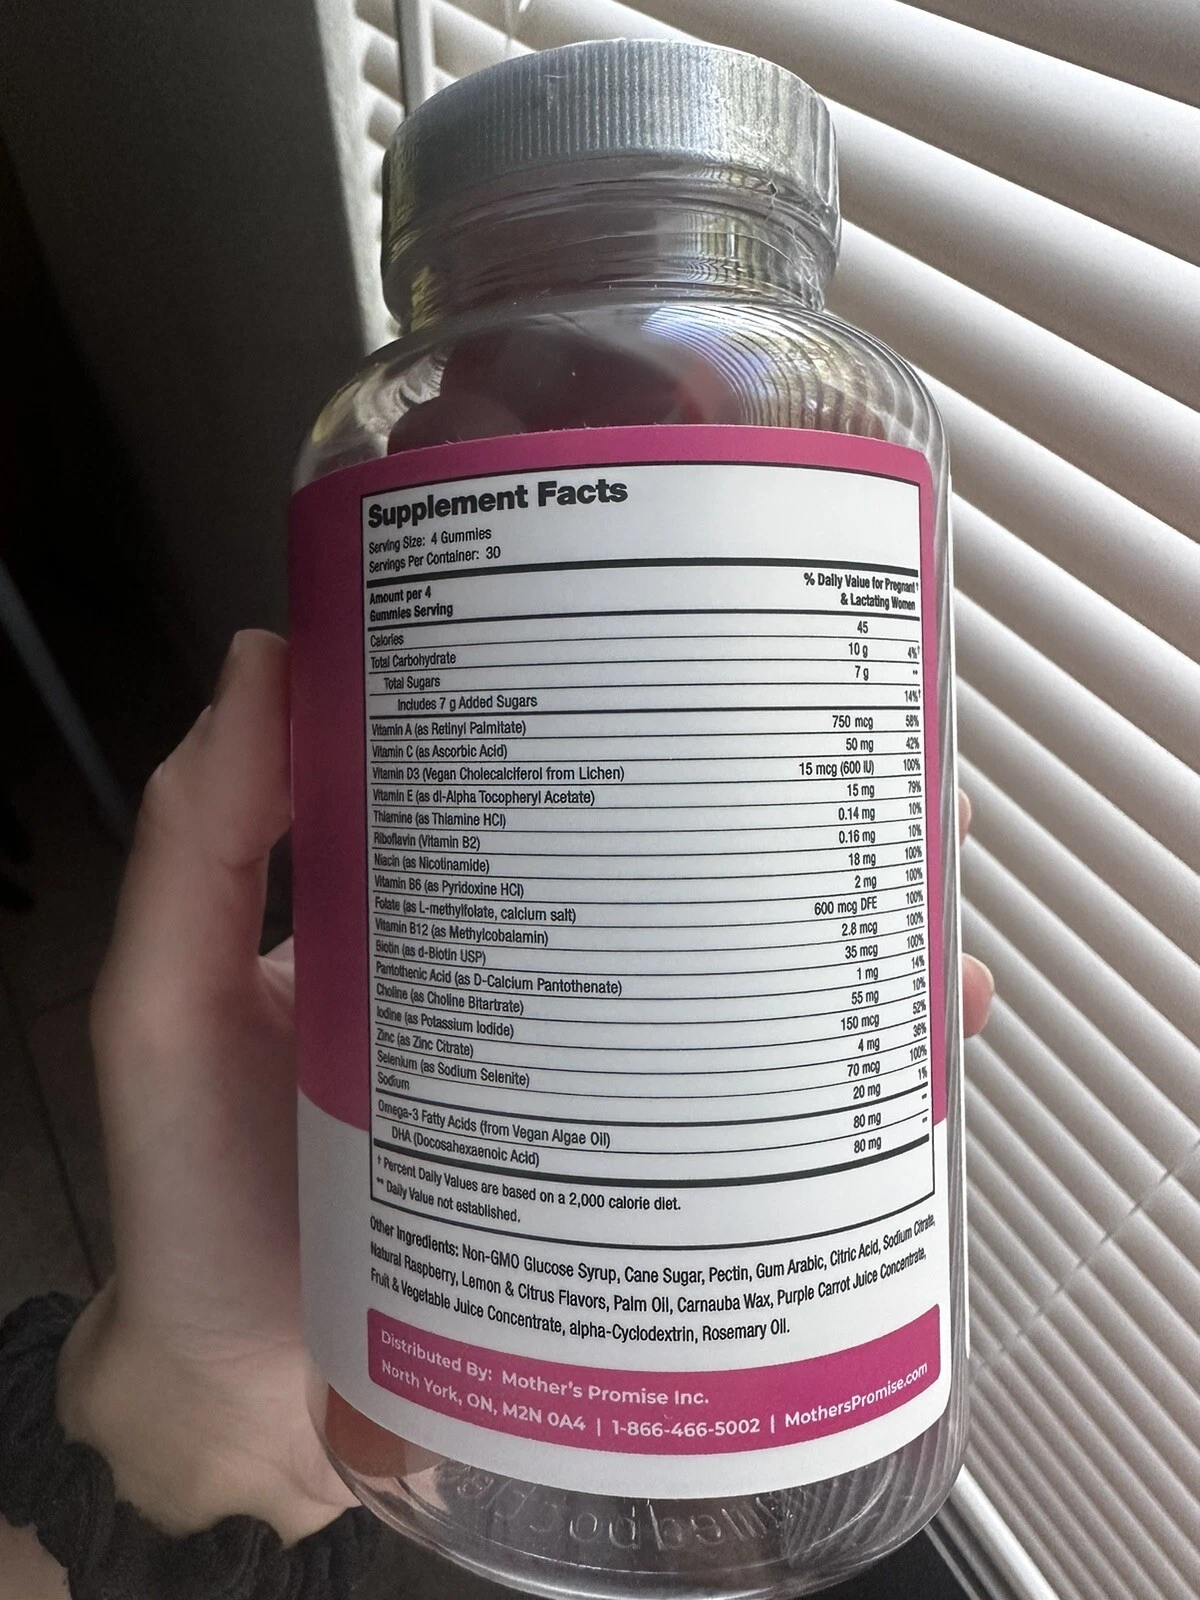 Supplement Facts
Serving Size: 4 Gummies
Servings Per Container: 30
Amount per 4 Gummies Serving % Daily Value for Pregnant† & Lactating Women
Calories 45
Total Carbohydrate 10 g 4%†
Total Sugars 7 g **
Includes 7 g Added Sugars 14%†
Vitamin A (as Retinyl Palmitate) 750 mcg 58%
Vitamin C (as Ascorbic Acid) 50 mg 42%
Vitamin D3 (Vegan Cholecalciferol from Lichen) 15 mcg (600 IU) 100%
Vitamin E (as dl-Alpha Tocopheryl Acetate) 15 mg 79%
Thiamine (as Thiamine HCl) 0.14 mg 10%
Riboflavin (Vitamin B2) 0.16 mg 10%
Niacin (as Nicotinamide) 18 mg 100%
Vitamin B6 (as Pyridoxine HCl) 2 mg 100%
Folate (as L-methylfolate, calcium salt) 600 mcg DFE 100%
Vitamin B12 (as Methylcobalamin) 2.8 mcg 100%
Biotin (as d-Biotin USP) 35 mcg 100%
Pantothenic Acid (as D-Calcium Pantothenate) 1 mg 14%
Choline (as Choline Bitartrate) 55 mg 10%
Iodine (as Potassium Iodide) 150 mcg 52%
Zinc (as Zinc Citrate) 4 mg 36%
Selenium (as Sodium Selenite) 70 mcg 100%
Sodium 20 mg 1%
Omega-3 Fatty Acids (from Vegan Algae Oil) 80 mg **
DHA (Docosahexaenoic Acid) 80 mg **
† Percent Daily Values are based on a 2,000 calorie diet.
** Daily Value not established.
Other Ingredients: Non-GMO Glucose Syrup, Cane Sugar, Pectin, Gum Arabic, Citric Acid, Sodium Citrate,
Natural Raspberry, Lemon & Citrus Flavors, Palm Oil, Carnauba Wax, Purple Carrot Juice Concentrate,
Fruit & Vegetable Juice Concentrate, alpha-Cyclodextrin, Rosemary Oil.
Distributed By: Mother's Promise Inc.
North York, ON, M2N 0A4 | 1-866-466-5002 | MothersPromise.com